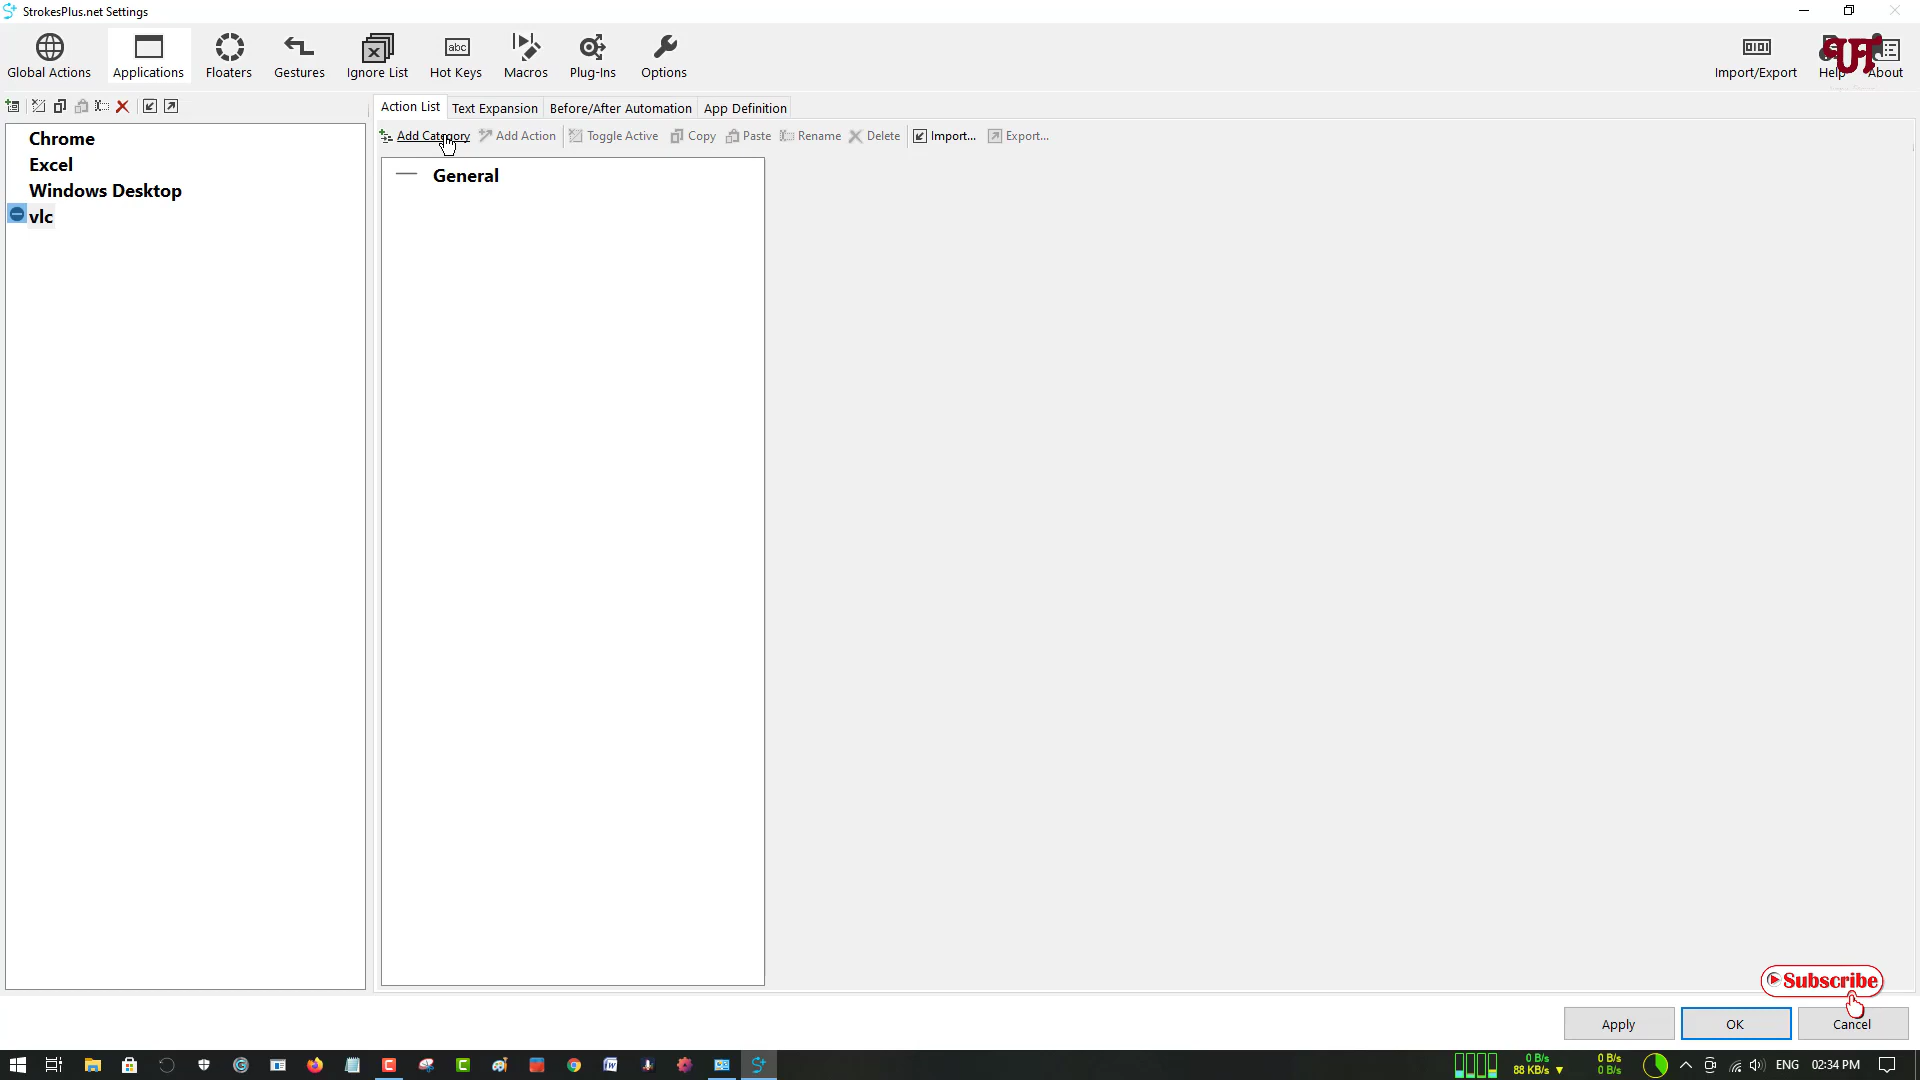 StrokesPlus.net Settings
Global Actions
Applications
Floaters
Gestures
Ignore List
abc
Hot Keys
Macros
Plug-Ins
Options
Import/Export
Help
About
UFT
Action List
Text Expansion
Before/After Automation
App Definition
Add Category
Add Action
Toggle Active
Copy
Paste
Rename
Delete
Import...
Export...
Chrome
Excel
Windows Desktop
vlc
General
Subscribe
Apply
OK
Cancel
0 B/s
88 KB/s
0 B/s
0 B/s
ENG
02:34 PM